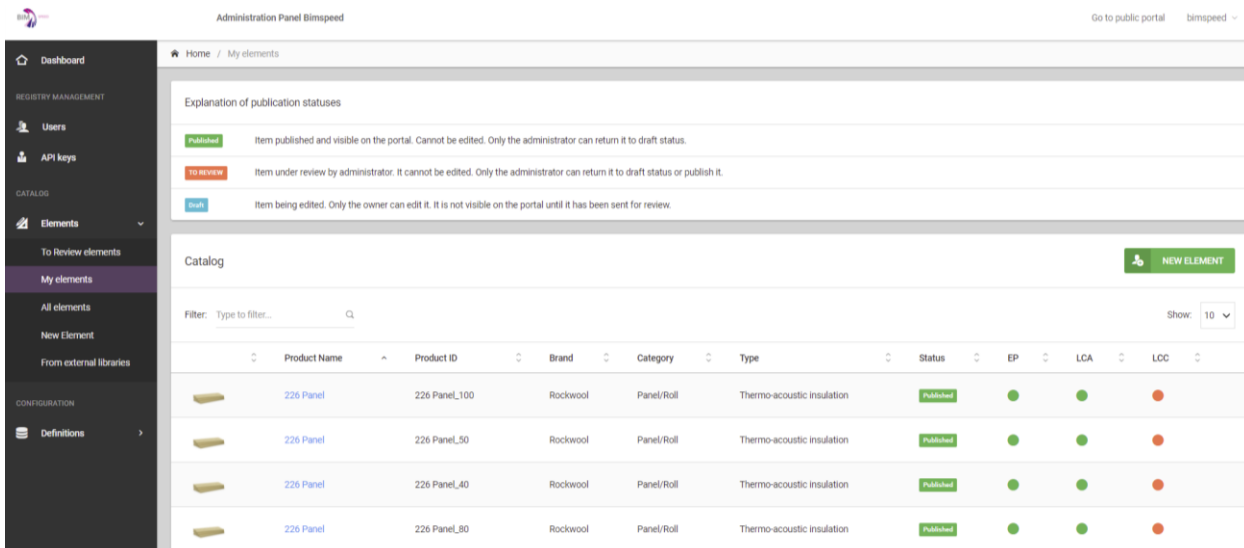 BIM
Administration Panel Bimspeed
Go to public portal
bimspeed
Dashboard
Home / My elements
REGISTRY MANAGEMENT
Users
API keys
CATALOG
Elements
To Review elements
My elements
All elements
New Element
From external libraries
CONFIGURATION
Definitions
Explanation of publication statuses
Published Item published and visible on the portal. Cannot be edited. Only the administrator can return it to draft status.
TO REVIEW Item under review by administrator. It cannot be edited. Only the administrator can return it to draft status or publish it.
Draft Item being edited. Only the owner can edit it. It is not visible on the portal until it has been sent for review.
Catalog
NEW ELEMENT
Filter: Type to filter...
Show: 10
Product Name Product ID Brand Category Type Status EP LCA LCC
226 Panel 226 Panel_100 Rockwool Panel/Roll Thermo-acoustic insulation Published
226 Panel 226 Panel_50 Rockwool Panel/Roll Thermo-acoustic insulation Published
226 Panel 226 Panel_40 Rockwool Panel/Roll Thermo-acoustic insulation Published
226 Panel 226 Panel_80 Rockwool Panel/Roll Thermo-acoustic insulation Published